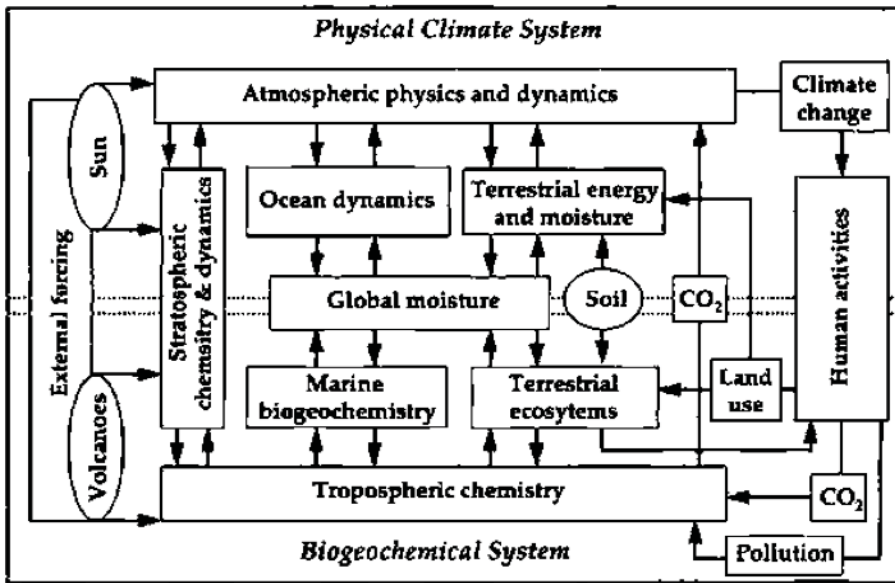 Physical Climate System
Atmospheric physics and dynamics
Climate
change
Sun
Ocean dynamics
Terrestrial energy
and moisture
External forcing
Stratospheric
chemsitry & dynamics
Global moisture
Soil
CO₂
Human activities
Marine
biogeochemistry
Terrestrial
ecosytems
Land
use
Volcanoes
Tropospheric chemistry
CO₂
Biogeochemical System
Pollution